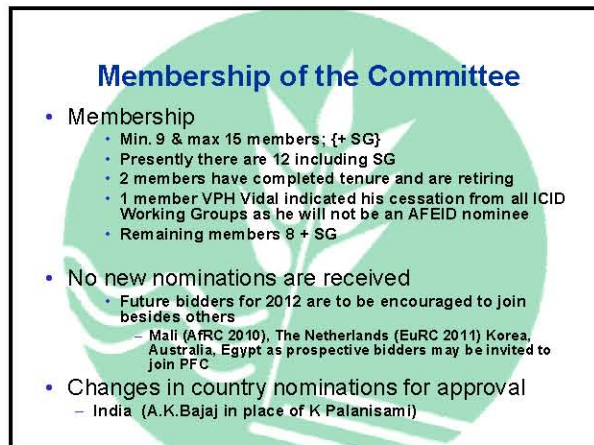 Membership of the Committee
• Membership
• Min. 9 & max 15 members; {+ SG}
• Presently there are 12 including SG
• 2 members have completed tenure and are retiring
• 1 member VPH Vidal indicated his cessation from all ICID
Working Groups as he will not be an AFEID nominee
• Remaining members 8 + SG
• No new nominations are received
• Future bidders for 2012 are to be encouraged to join
besides others
– Mali (AfRC 2010), The Netherlands (EuRC 2011) Korea,
Australia, Egypt as prospective bidders may be invited to
join PFC
• Changes in country nominations for approval
– India (A.K.Bajaj in place of K Palanisami)